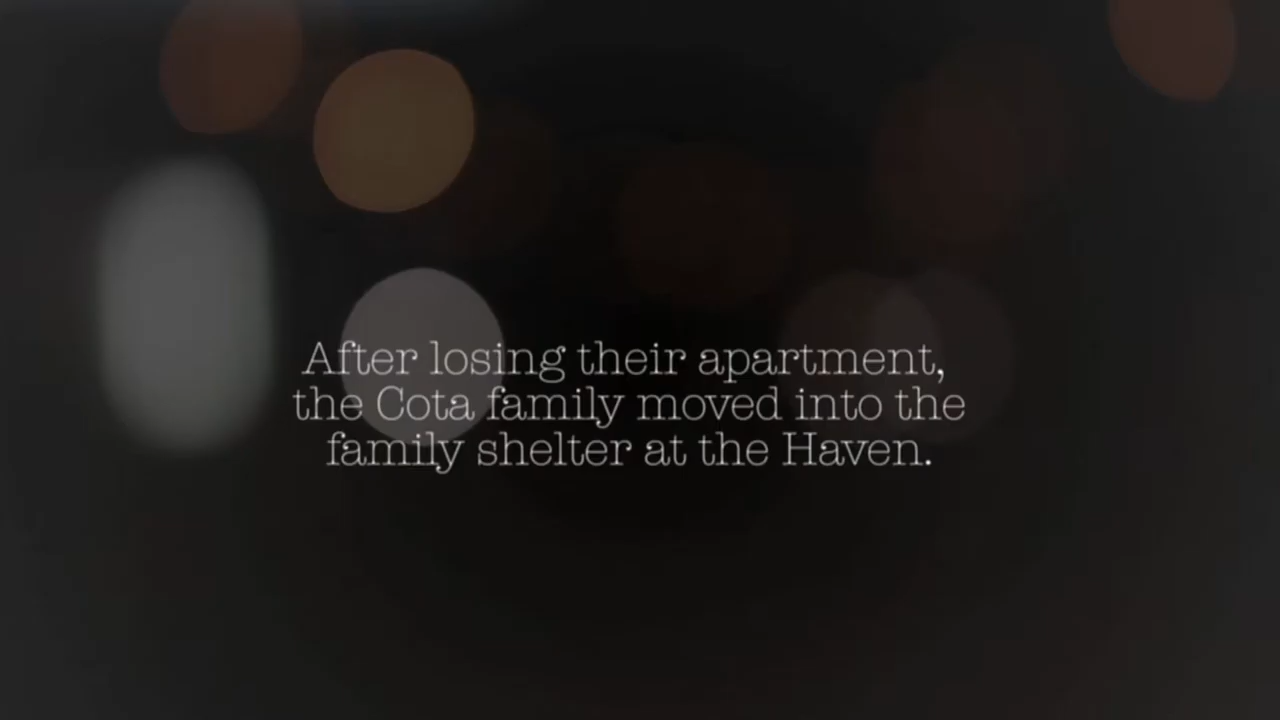 After losing their apartment,
the Cota family moved into the
family shelter at the Haven.